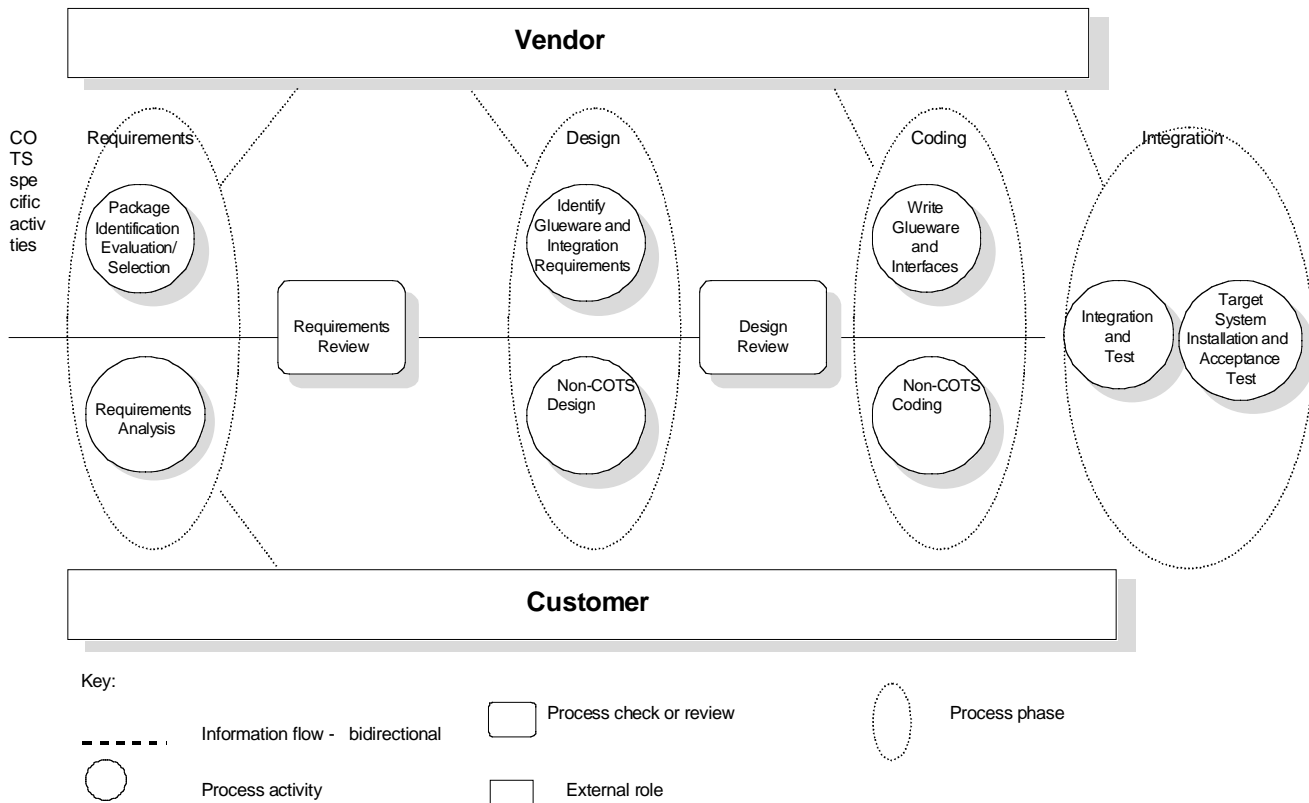 Vendor
CO
TS
spe
cific
activ
ties
Requirements
Design
Coding
Integration
Package
Identification
Evaluation/
Selection
Identify
Glueware and
Integration
Requirements
Write
Glueware
and
Interfaces
Requirements
Review
Design
Review
Integration
and
Test
Target
System
Installation and
Acceptance
Test
Requirements
Analysis
Non-COTS
Design
Non-COTS
Coding
Customer
Key:
Information flow - bidirectional
Process check or review
Process phase
Process activity
External role